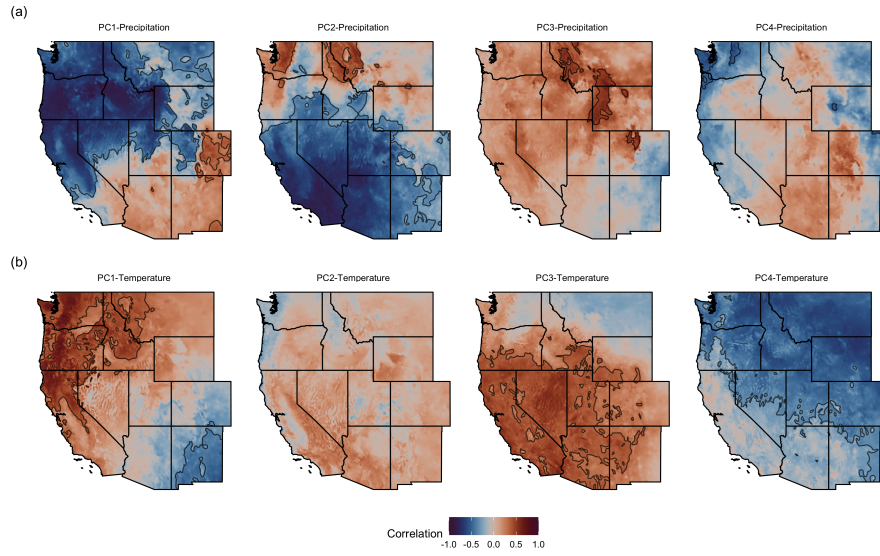 (a)
PC1-Precipitation PC2-Precipitation PC3-Precipitation PC4-Precipitation
(b)
PC1-Temperature PC2-Temperature PC3-Temperature PC4-Temperature
Correlation
-1.0 -0.5 0.0 0.5 1.0